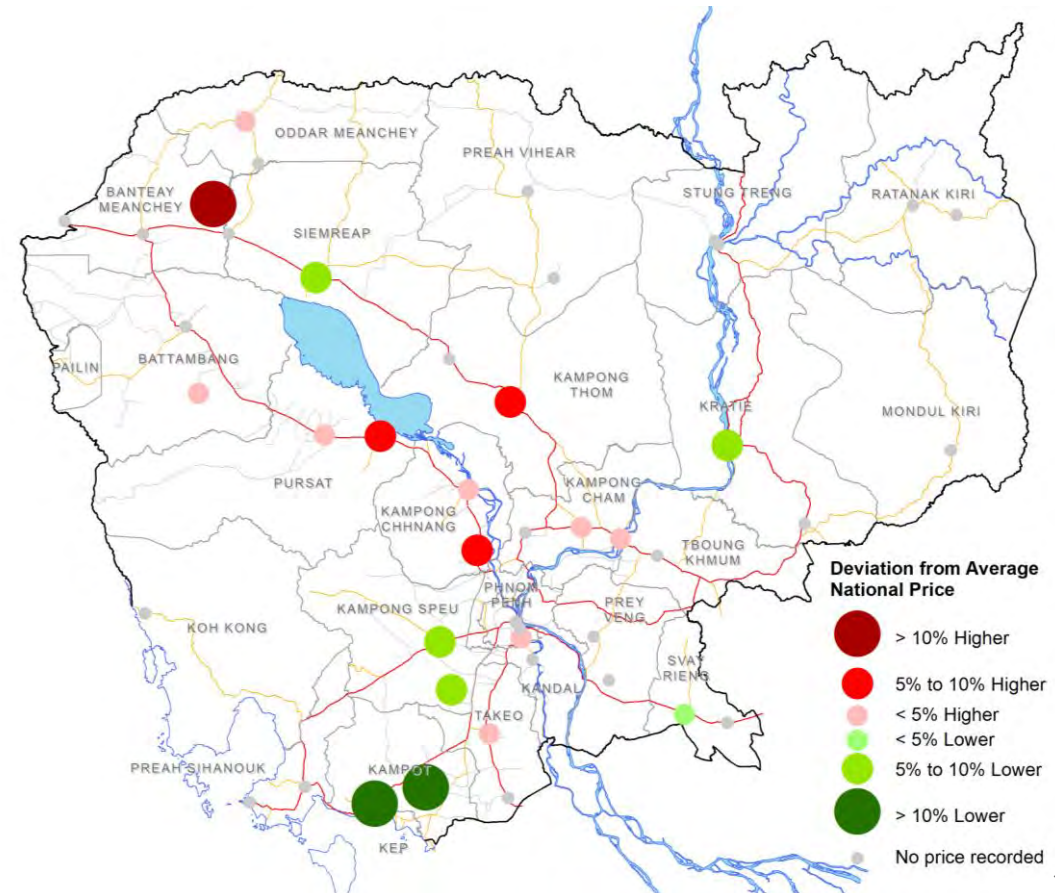 ODDAR MEANCHEY
PREAH VIHEAR
BANTEAY
MEANCHEY
STUNG TRENG
RATANAK KIRI
SIEMREAP
BATTAMBANG
PAILIN
KAMPONG
THOM
KRATIE
MONDUL KIRI
PURSAT
KAMPONG
CHAM
KAMPONG
CHHNANG
TBOUNG
KHMUM
PHNOM
PENH
PREY
VENG
KAMPONG SPEU
KOH KONG
SVAY
RIENG
KANDAL
TAKEO
PREAH SIHANOUK
KAMPOT
KEP
Deviation from Average
National Price
> 10% Higher
5% to 10% Higher
< 5% Higher
< 5% Lower
5% to 10% Lower
> 10% Lower
No price recorded